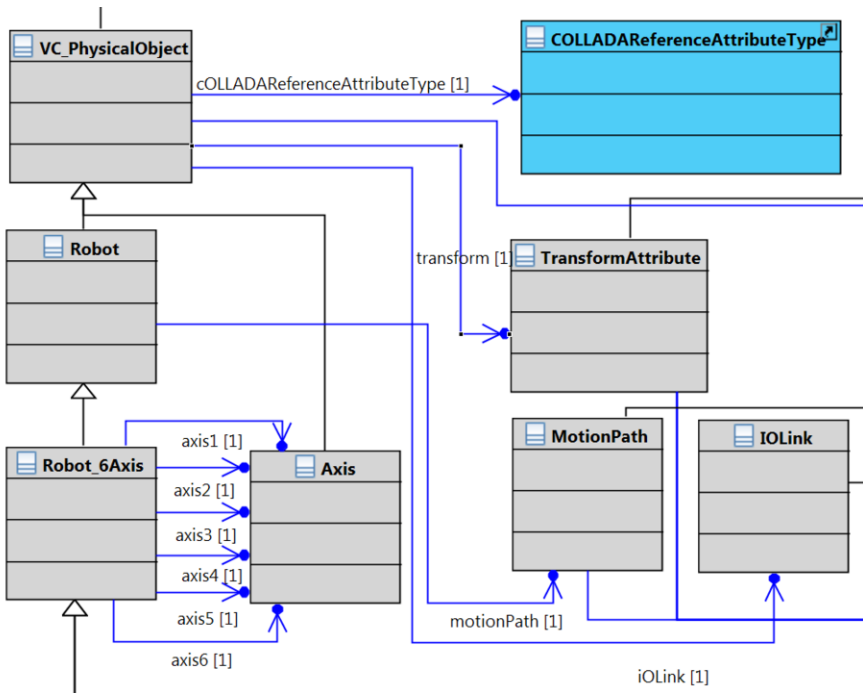 VC_PhysicalObject
COLLADAReferenceAttributeType
cOLLADAReferenceAttributeType [1]
Robot
transform [1]
TransformAttribute
MotionPath
IOLink
axis1 [1]
Robot_6Axis
Axis
axis2 [1]
axis3 [1]
axis4 [1]
axis5 [1]
motionPath [1]
axis6 [1]
iOLink [1]